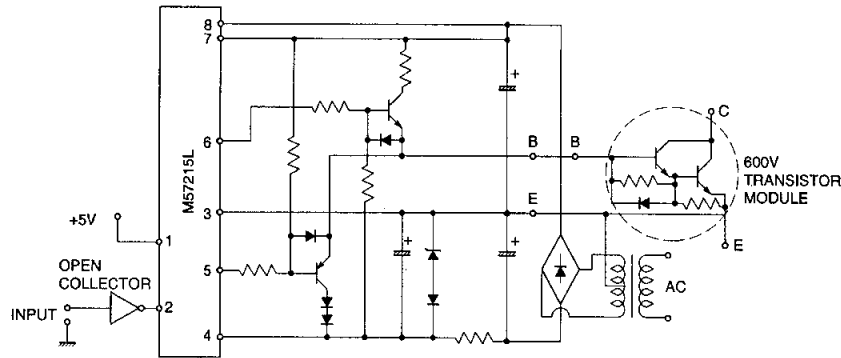 8
7
6
M57215L
3
+5V
1
OPEN
COLLECTOR
5
INPUT
2
4
+
+
+
B
B
E
C
600V
TRANSISTOR
MODULE
E
AC